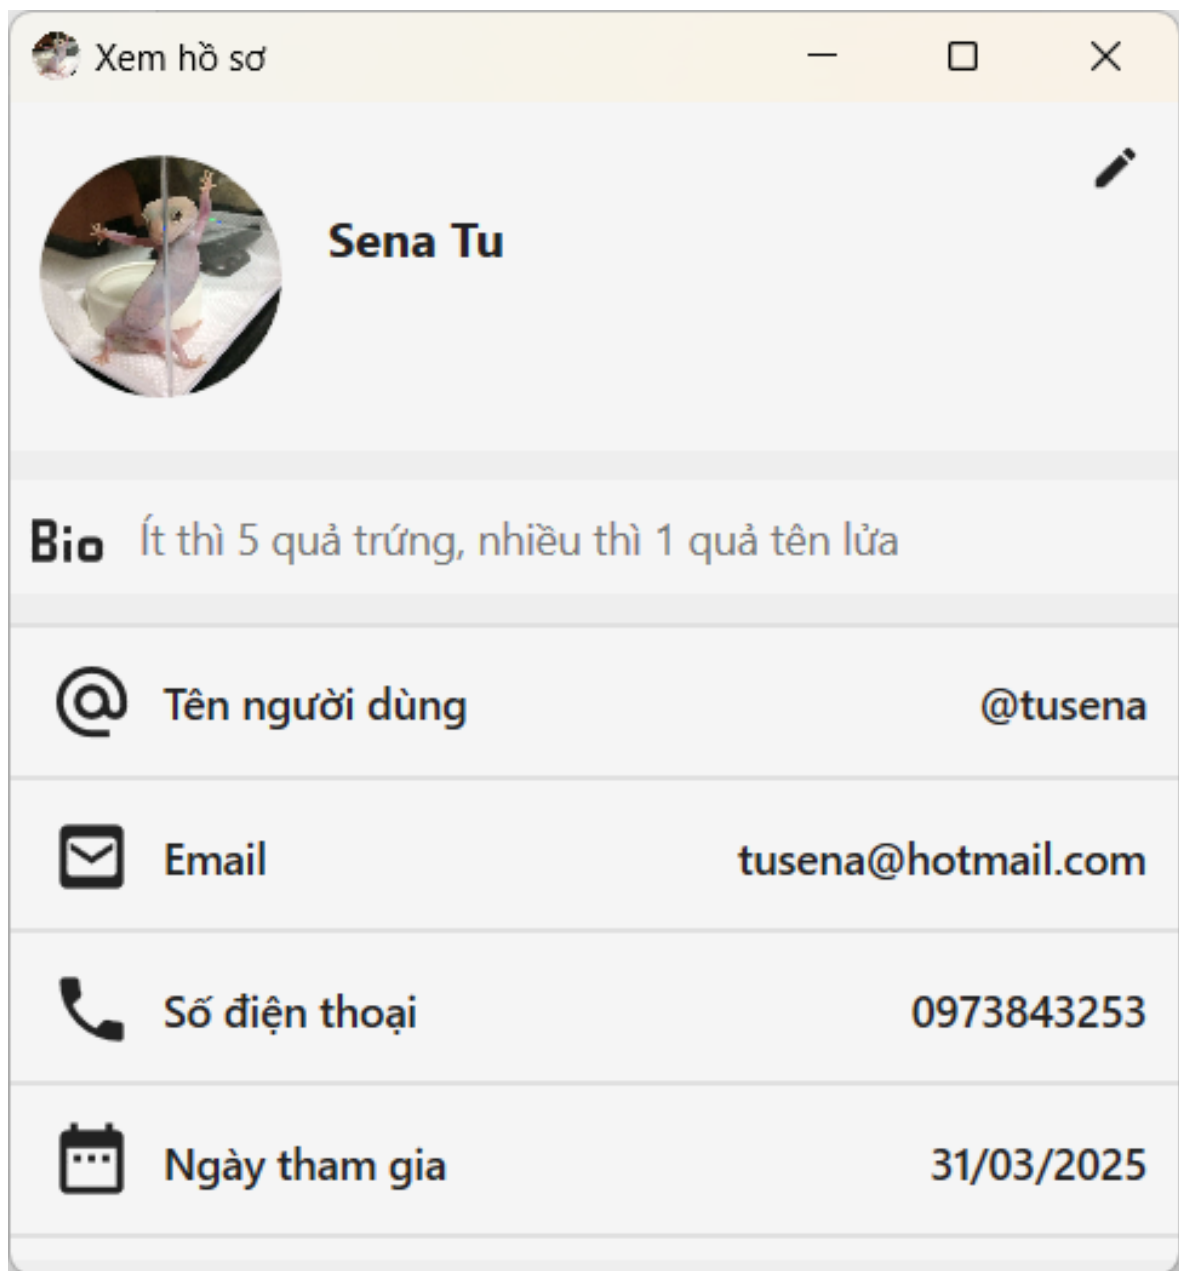 Xem hồ sơ
Sena Tu
Bio Ít thì 5 quả trứng, nhiều thì 1 quả tên lửa
Tên người dùng @tusena
Email tusena@hotmail.com
Số điện thoại 0973843253
Ngày tham gia 31/03/2025